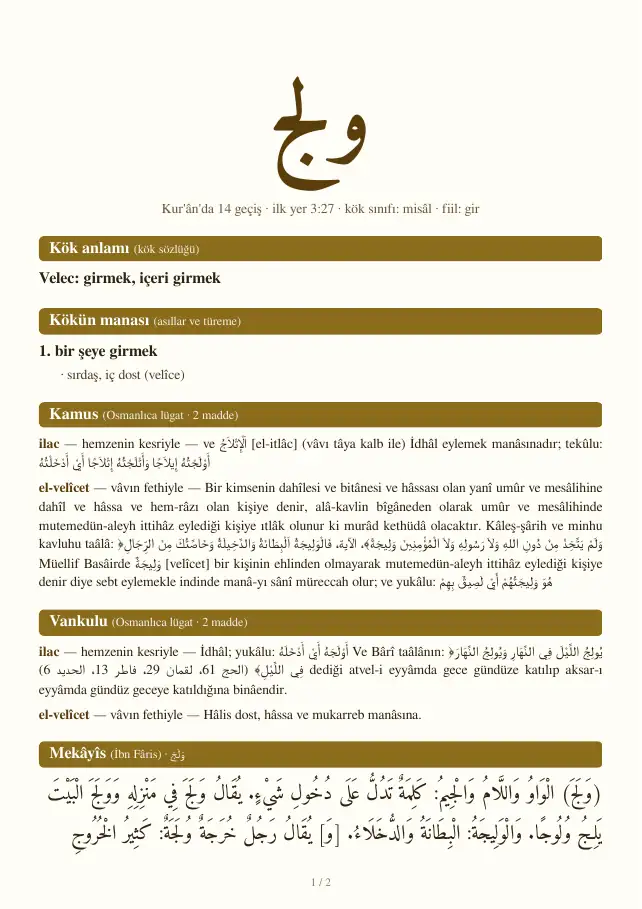 ولج
Kur'ân'da 14 geçiş · ilk yer 3:27 · kök sınıfı: misâl · fiil: gir
Kök anlamı (kök sözlüğü)
Velec: girmek, içeri girmek
Kökün manası (asıllar ve türeme)
1. bir şeye girmek
· sırdaş, iç dost (velîce)
Kamus (Osmanlıca lügat · 2 madde)
ilac — hemzenin kesriyle — ve اَلْإِتْلَاجُ [el-itlâc] (vâvı tâya kalb ile) İdhâl eylemek manâsınadır; tekûlu:
أَوْلَجْتُهُ إِيلَاجًا وَأَتْلَجْتُهُ إِتْلَاجًا أَيْ أَدْخَلْتُهُ
el-velîcet — vâvın fethiyle — Bir kimsenin dahîlesi ve bitânesi ve hâssası olan yanî umûr ve mesâlihine
dahîl ve hâssa ve hem-râzı olan kişiye denir, alâ-kavlin bîgâneden olarak umûr ve mesâlihinde
mutemedün-aleyh ittihâz eylediği kişiye ıtlâk olunur ki murâd kethüdâ olacaktır. Kâleş-şârih ve minhu
kavluhu taâlâ: ﴿وَلَمْ يَتَّخِذْ مِنْ دُونِ اللهِ وَلاَ رَسُولِهِ وَلاَ الْمُؤْمِنِينَ وَلِيجَةً﴾، الآية، فَالْوَلِيجَةُ اَلْبِطَانَةُ وَالدَّخِيلَةُ وَخَاصَّتُكَ مِنَ الرِّجَالِ
Müellif Basâirde وَلِيجَةٌ [velîcet] bir kişinin ehlinden olmayarak mutemedün-aleyh ittihâz eylediği kişiye
denir diye sebt eylemekle indinde manâ-yı sânî müreccah olur; ve yukâlu: هُوَ وَلِيجَتُهُمْ أَيْ لَصِيقٌ بِهِمْ
Vankulu (Osmanlıca lügat · 2 madde)
ilac — hemzenin kesriyle — İdhâl; yukâlu: أَوْلَجَهُ أَيْ أَدْخَلَهُ Ve Bârî taâlânın: ﴿يُولِجُ اللَّيْلَ فِي النَّهَارِ وَيُولِجُ النَّهَارَ
فِي اللَّيْلِ﴾ (الحج 61، لقمان 29، فاطر 13، الحديد 6) dediği atvel-i eyyâmda gece gündüze katılıp aksar-ı
eyyâmda gündüz geceye katıldığına binâendir.
el-velîcet — vâvın fethiyle — Hâlis dost, hâssa ve mukarreb manâsına.
Mekâyîs (İbn Fâris) · وَلَجَ
(وَلَجَ) الْوَاوُ وَاللَّامُ وَالْجِيمُ: كَلِمَةٌ تَدُلُّ عَلَى دُخُولِ شَيْءٍ. يُقَالُ وَلَجَ فِي مَنْزِلِهِ وَوَلَجَ الْبَيْتَ
يَلِجُ وُلُوجًا. وَالْوَلِيجَةُ: الْبِطَانَةُ وَالدُّخَلَاءُ. [وَ] يُقَالُ رَجُلٌ خُرَجَةٌ وُلَجَةٌ: كَثِيرُ الْخُرُوجِ
1 / 2